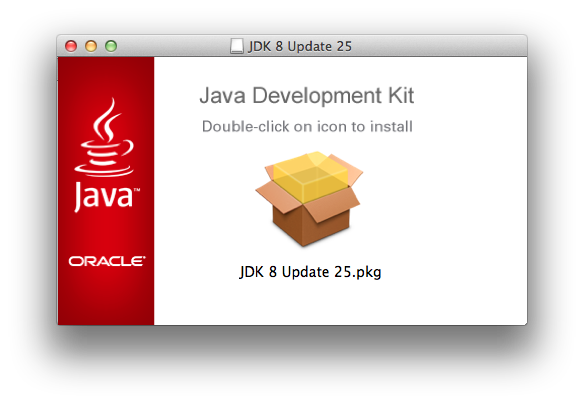 JDK 8 Update 25
Java Development Kit
Double-click on icon to install
Java™
ORACLE®
JDK 8 Update 25.pkg